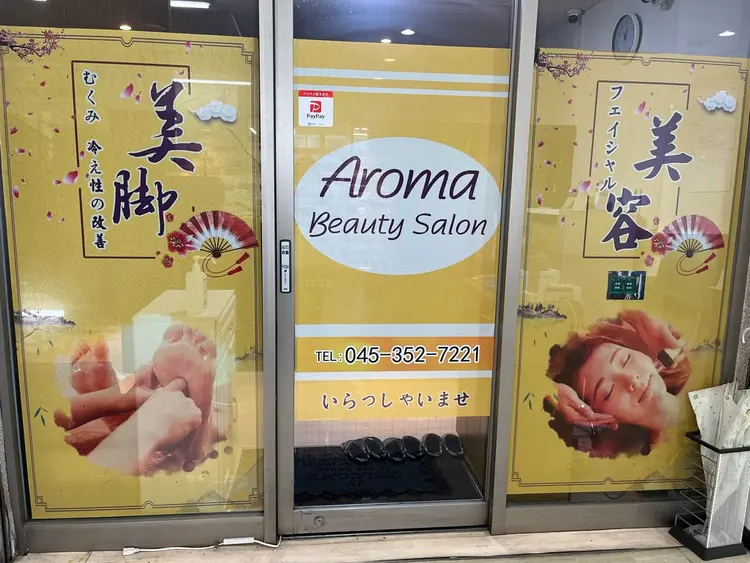 美脚
むくみ 冷え性の改善
PayPay
Aroma
Beauty Salon
TEL:045-352-7221
いらっしゃいませ
美容
フェイシャル